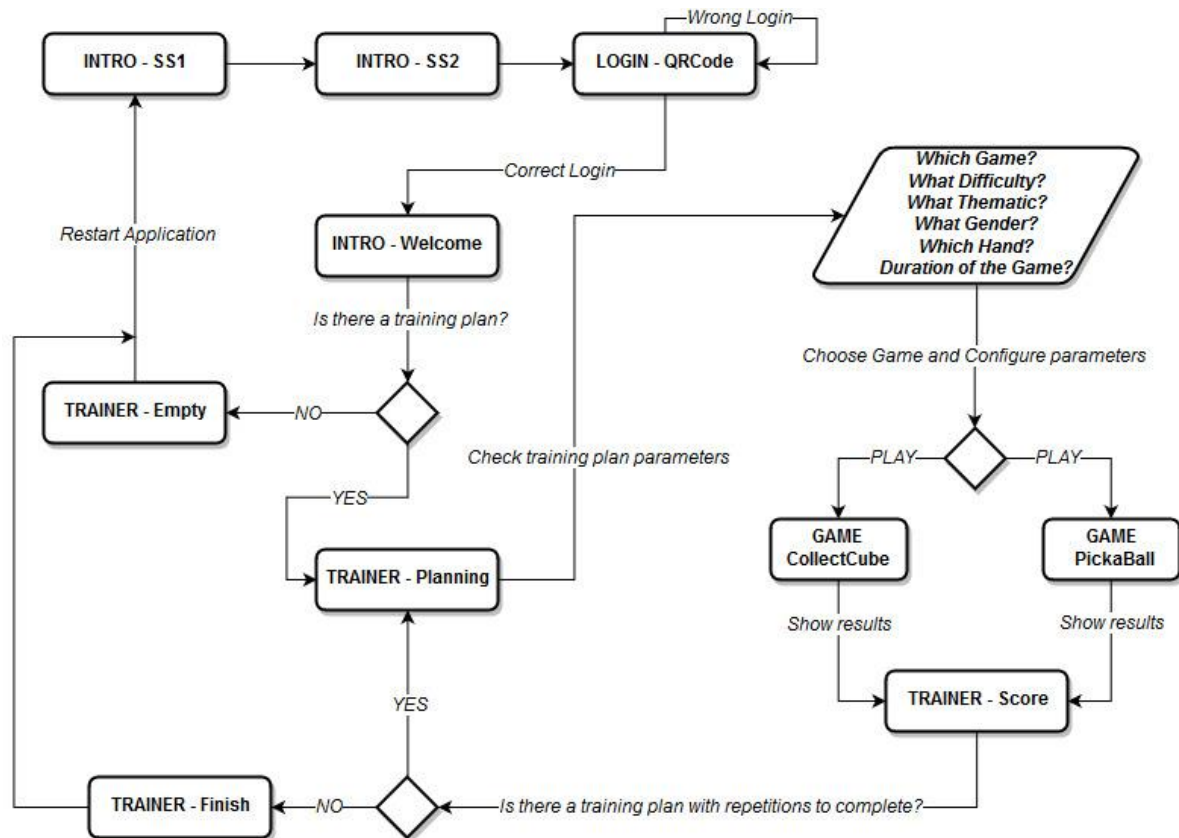 Wrong Login
INTRO - SS1
INTRO - SS2
LOGIN - QRCode
Correct Login
Which Game?
What Difficulty?
What Thematic?
What Gender?
Which Hand?
Duration of the Game?
Restart Application
INTRO - Welcome
Is there a training plan?
Choose Game and Configure parameters
TRAINER - Empty
NO
Check training plan parameters
PLAY
PLAY
YES
GAME
CollectCube
GAME
PickaBall
TRAINER - Planning
Show results
Show results
YES
TRAINER - Score
TRAINER - Finish
NO
Is there a training plan with repetitions to complete?